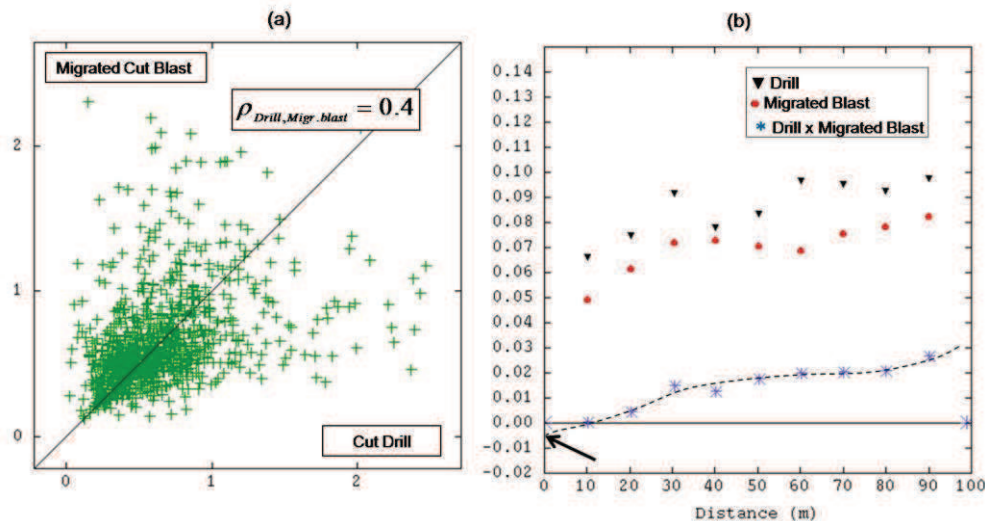 (a)
Migrated Cut Blast
ρDrill,Migr.blast = 0.4
2
1
0
Cut Drill
0 1 2
(b)
0.14
0.13
0.12
0.11
0.10
0.09
0.08
0.07
0.06
0.05
0.04
0.03
0.02
0.01
0.00
-0.01
-0.02
Drill
Migrated Blast
Drill x Migrated Blast
0 10 20 30 40 50 60 70 80 90 100
Distance (m)